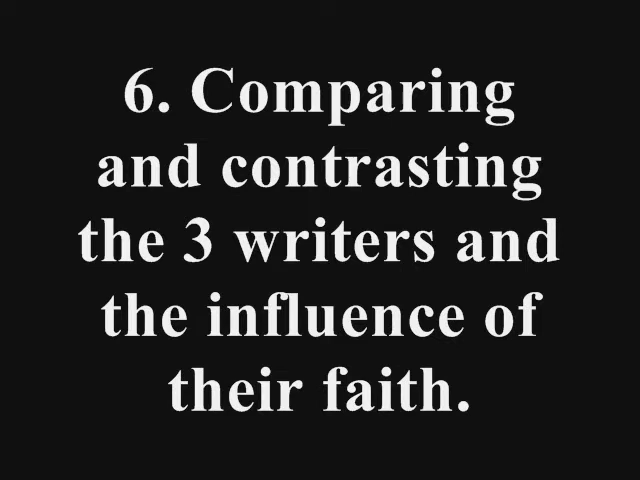 6. Comparing
and contrasting
the 3 writers and
the influence of
their faith.